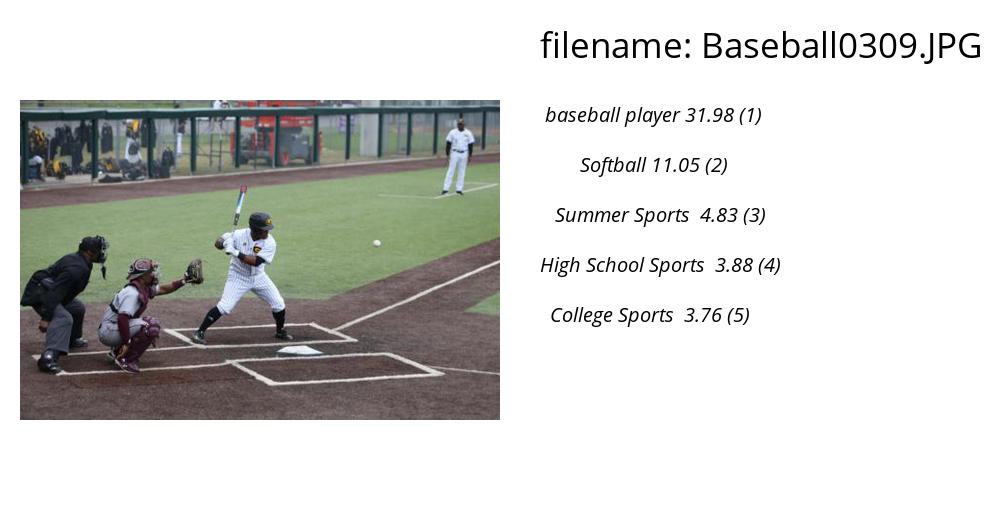 filename: Baseball0309.JPG
baseball player 31.98 (1)
Softball 11.05 (2)
Summer Sports  4.83 (3)
High School Sports  3.88 (4)
College Sports  3.76 (5)